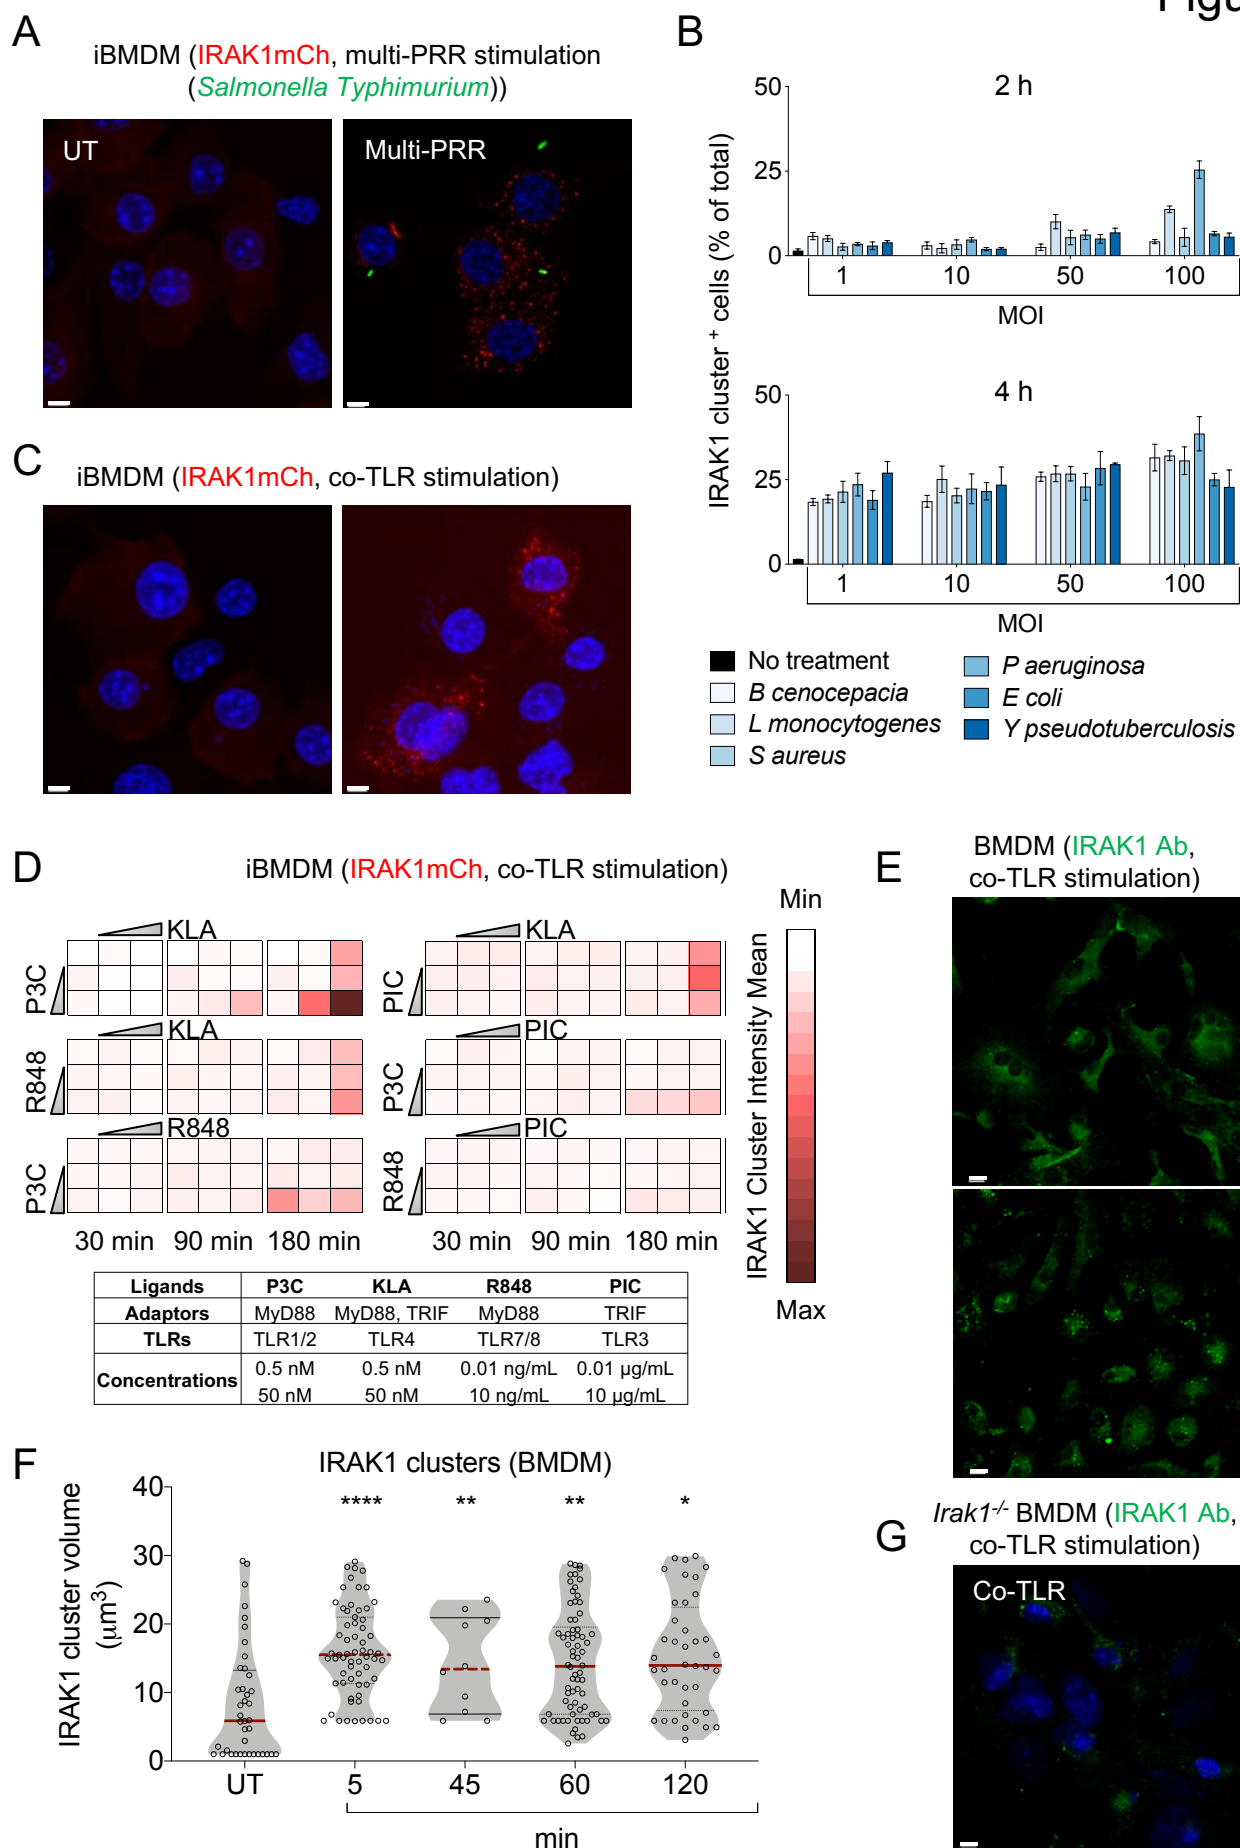 Figu
A
iBMDM (IRAK1mCh, multi-PRR stimulation
(Salmonella Typhimurium))
UT
Multi-PRR
B
IRAK1 cluster + cells (% of total)
2 h
50
25
0
1
10
50
100
MOI
4 h
50
25
0
1
10
50
100
MOI
No treatment
B cenocepacia
L monocytogenes
S aureus
P aeruginosa
E coli
Y pseudotuberculosis
C
iBMDM (IRAK1mCh, co-TLR stimulation)
D
iBMDM (IRAK1mCh, co-TLR stimulation)
KLA
P3C
KLA
R848
R848
P3C
30 min 90 min 180 min
KLA
PIC
PIC
P3C
PIC
R848
30 min 90 min 180 min
Min
IRAK1 Cluster Intensity Mean
Max
Ligands P3C KLA R848 PIC
Adaptors MyD88 MyD88, TRIF MyD88 TRIF
TLRs TLR1/2 TLR4 TLR7/8 TLR3
Concentrations
0.5 nM 0.5 nM 0.01 ng/mL 0.01 µg/mL
50 nM 50 nM 10 ng/mL 10 µg/mL
E
BMDM (IRAK1 Ab,
co-TLR stimulation)
F
IRAK1 clusters (BMDM)
IRAK1 cluster volume
(µm3)
40
30
20
10
0
**** ** ** *
UT 5 45 60 120
min
G
Irak1-/- BMDM (IRAK1 Ab,
co-TLR stimulation)
Co-TLR